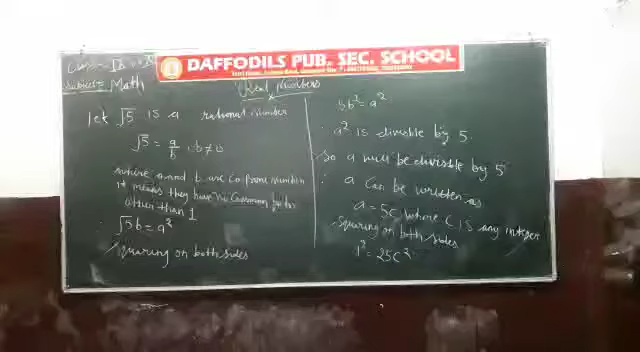 DAFFODILS PUB. SEC. SCHOOL
Subject= Math
Real Numbers
let √5 is a rational number
√5 = a/b , b ≠ 0
where a and b are co prime number
it means they have no common factor
other than 1
√5b = a²
Squaring on both sides
5b² = a²
a² is divisible by 5.
So a will be divisible by 5
∴ a can be written as
a = 5c where c is any integer
Squaring on both sides
a² = 25c²